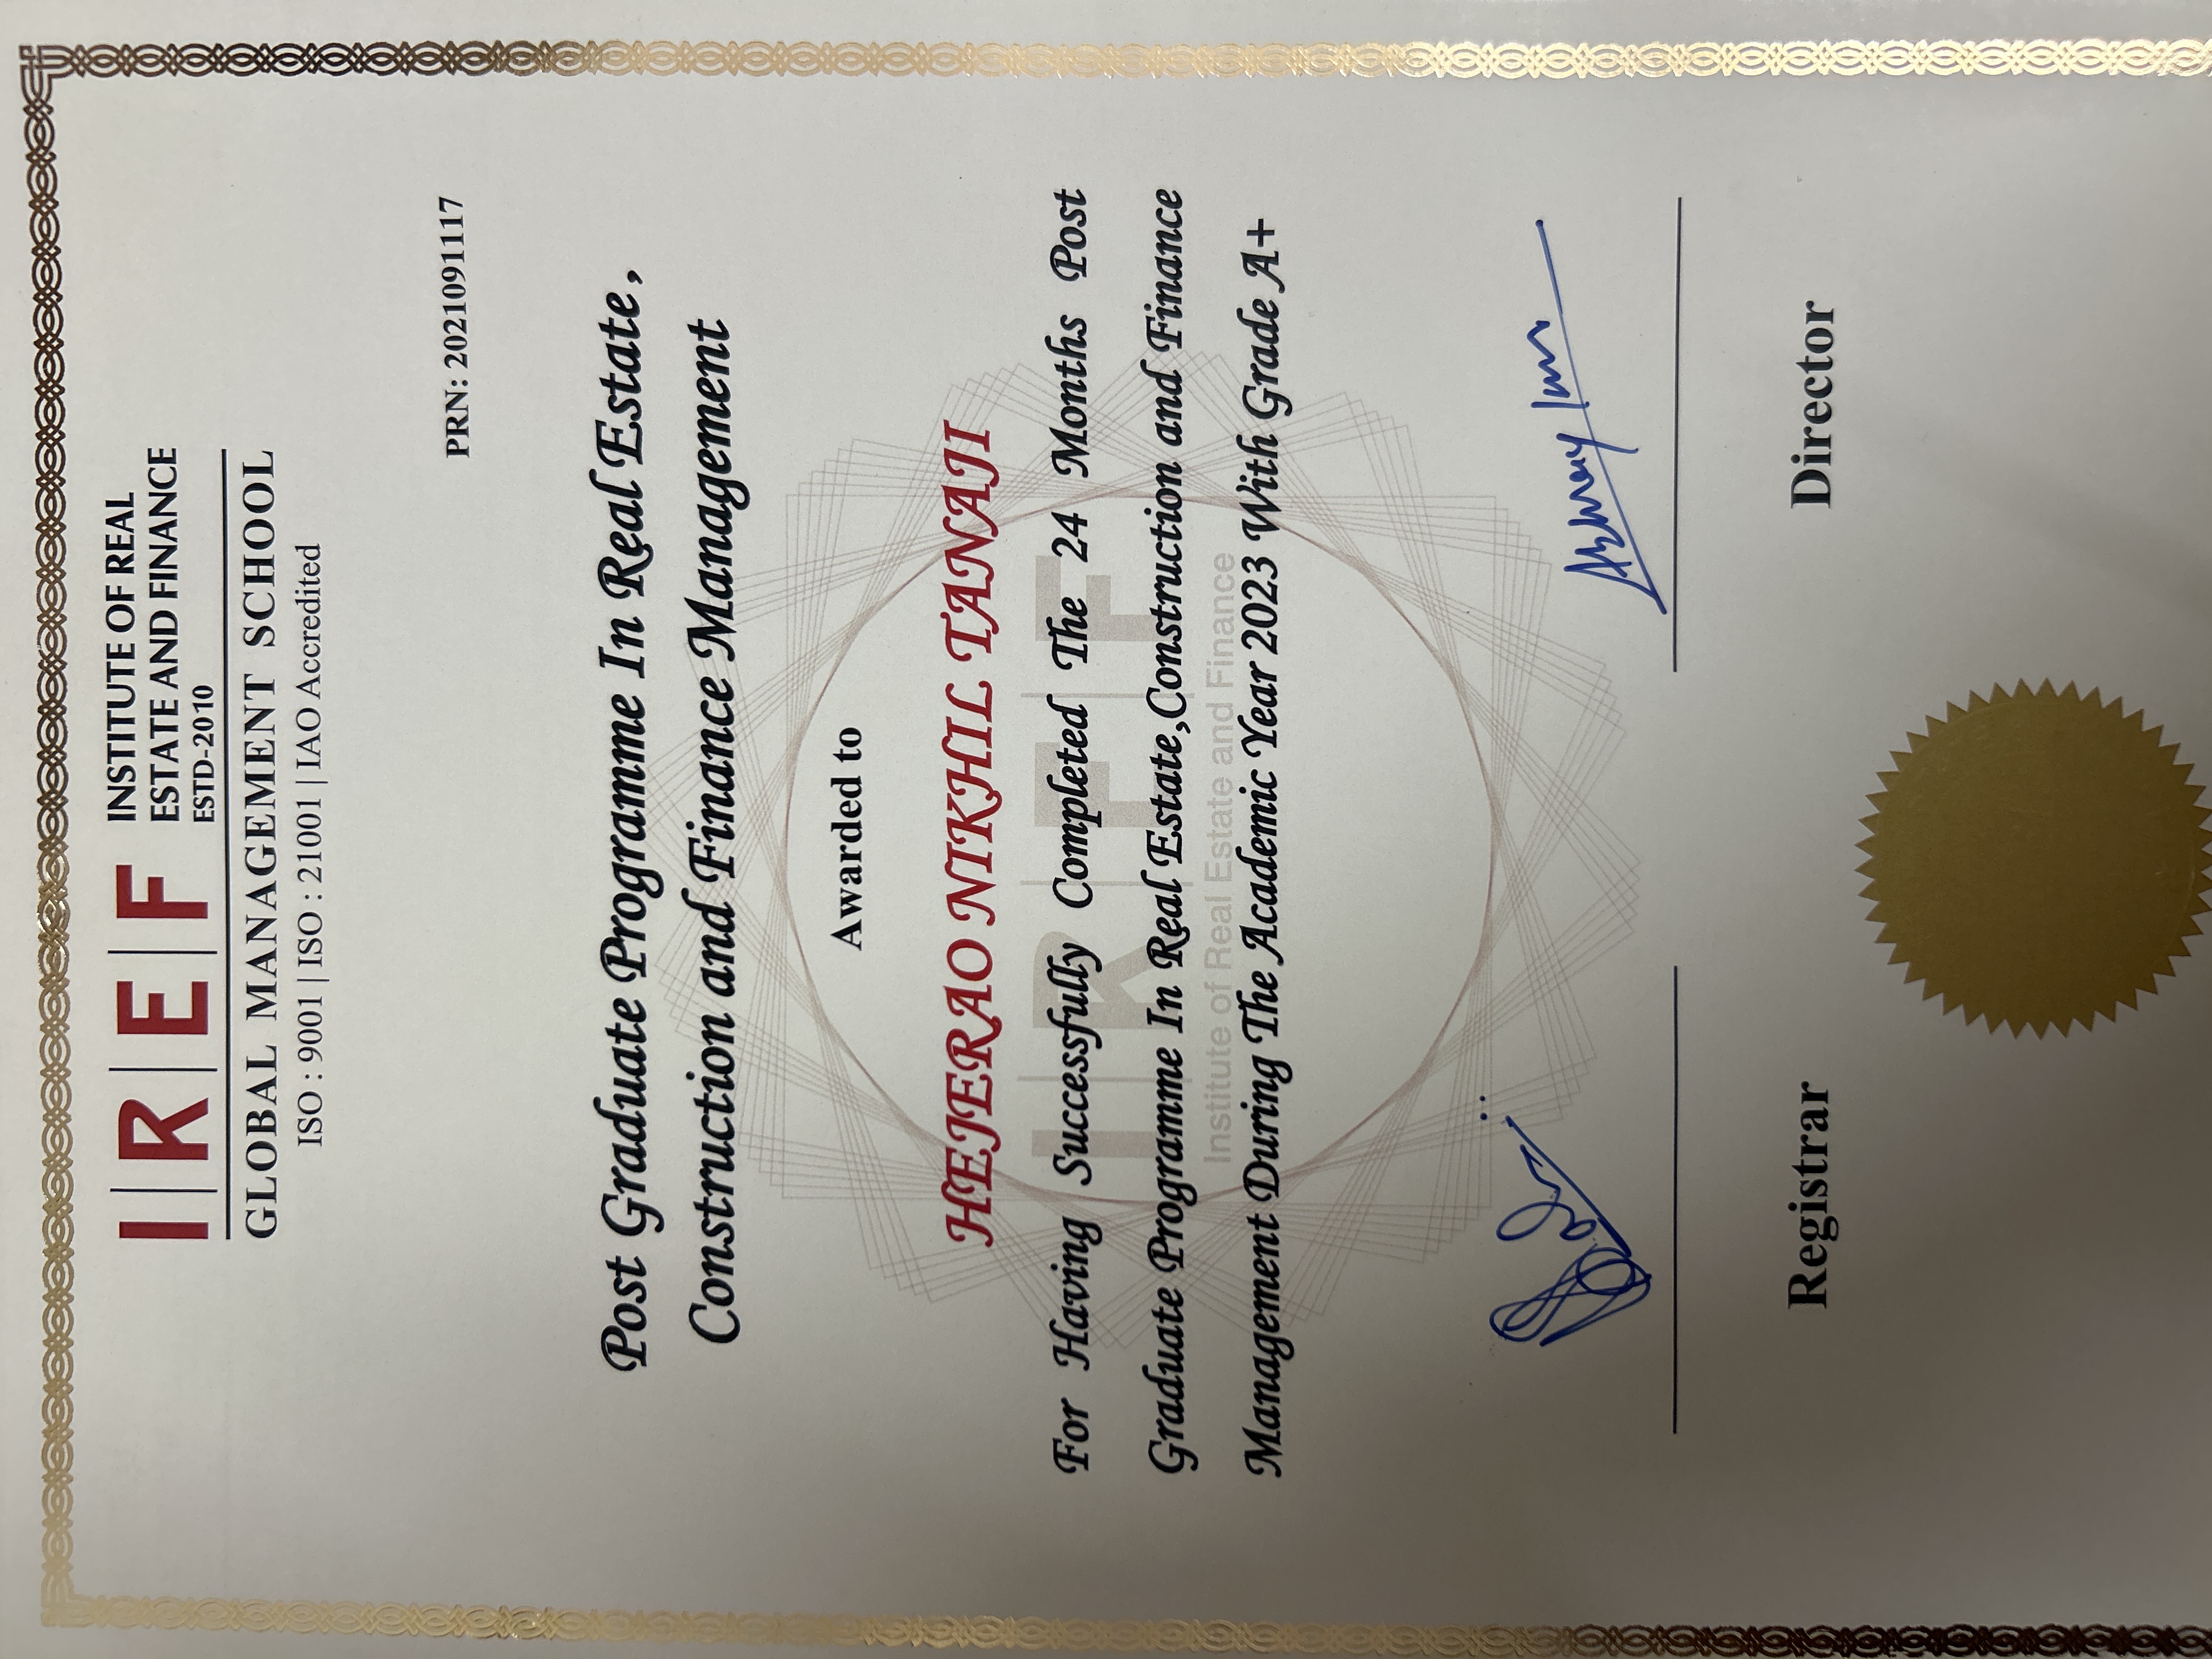 I | R | E | F
INSTITUTE OF REAL
ESTATE AND FINANCE
ESTD-2010
GLOBAL MANAGEMENT SCHOOL
ISO : 9001 | ISO : 21001 | IAO Accredited
PRN: 2021091117
Post Graduate Programme In Real Estate,
Construction and Finance Management
Awarded to
HEJERAO NIKHIL TANAJI
For Having Successfully Completed The 24 Months Post
Graduate Programme In Real Estate,Construction and Finance
Management During The Academic Year 2023 With Grade A+
I | R | E | F
Institute of Real Estate and Finance
Registrar
Director